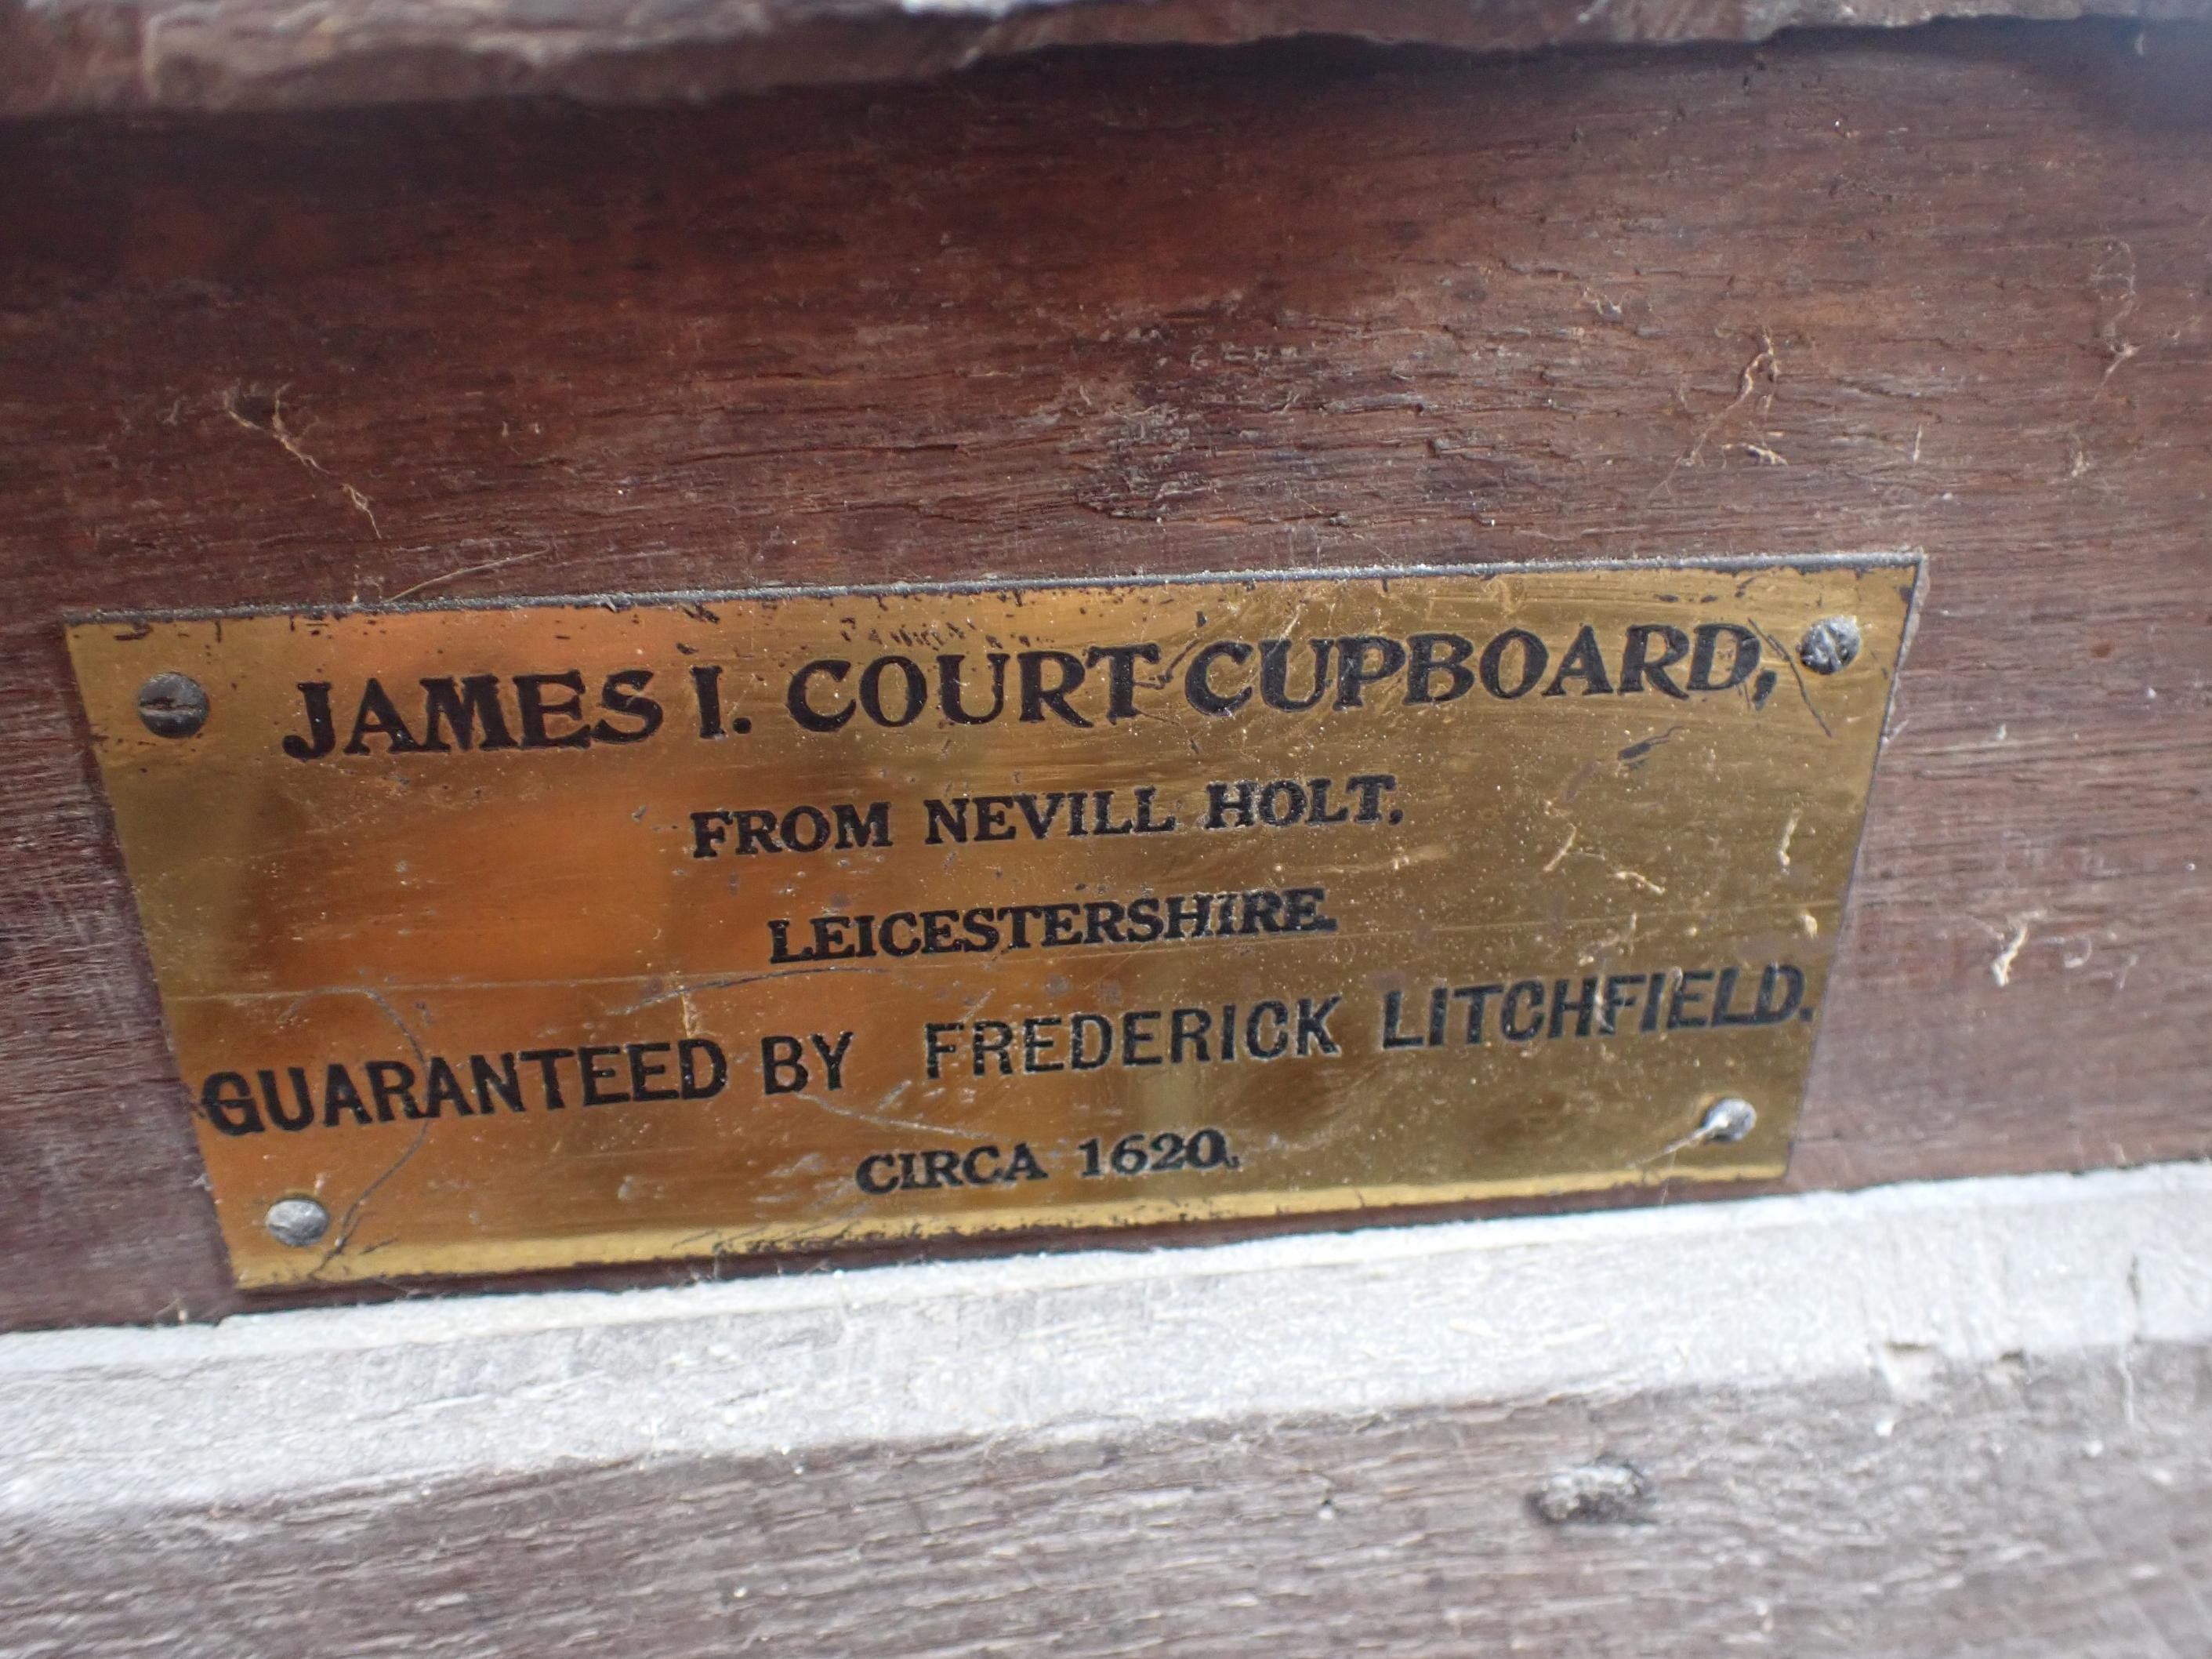 JAMES I. COURT CUPBOARD,
FROM NEVILL HOLT,
LEICESTERSHIRE.
GUARANTEED BY FREDERICK LITCHFIELD.
CIRCA 1620.